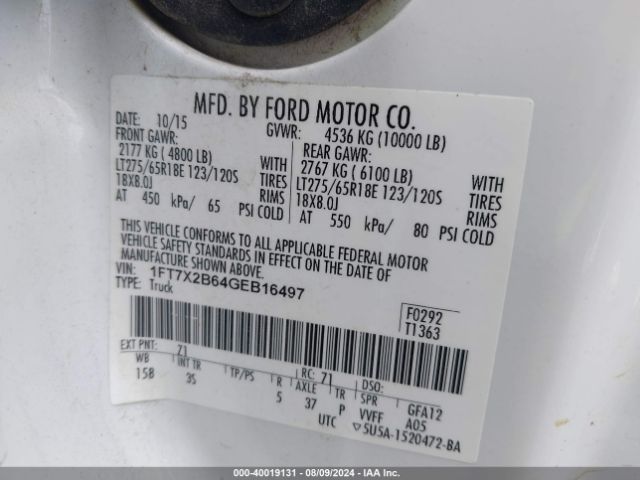 MFD. BY FORD MOTOR CO.
DATE: 10/15 GVWR: 4536 KG (10000 LB)
FRONT GAWR: REAR GAWR:
2177 KG (4800 LB) WITH 2767 KG (6100 LB) WITH
LT275/65R18E 123/120S TIRES LT275/65R18E 123/120S TIRES
18X8.0J RIMS 18X8.0J RIMS
AT 450 kPa/ 65 PSI COLD AT 550 kPa/ 80 PSI COLD
THIS VEHICLE CONFORMS TO ALL APPLICABLE FEDERAL MOTOR
VEHICLE SAFETY STANDARDS IN EFFECT ON THE DATE OF
MANUFACTURE SHOWN ABOVE.
VIN: 1FT7X2B64GEB16497
TYPE: Truck
F0292
T1363
EXT PNT: Z1 RC: 71 DSO:
WB INT TR TP/PS R AXLE TR SPR
158 3S 5 37 P VVFF GFA12 A05
UTC 5U5A-1520472-BA
000-40019131 - 08/09/2024 - IAA Inc.